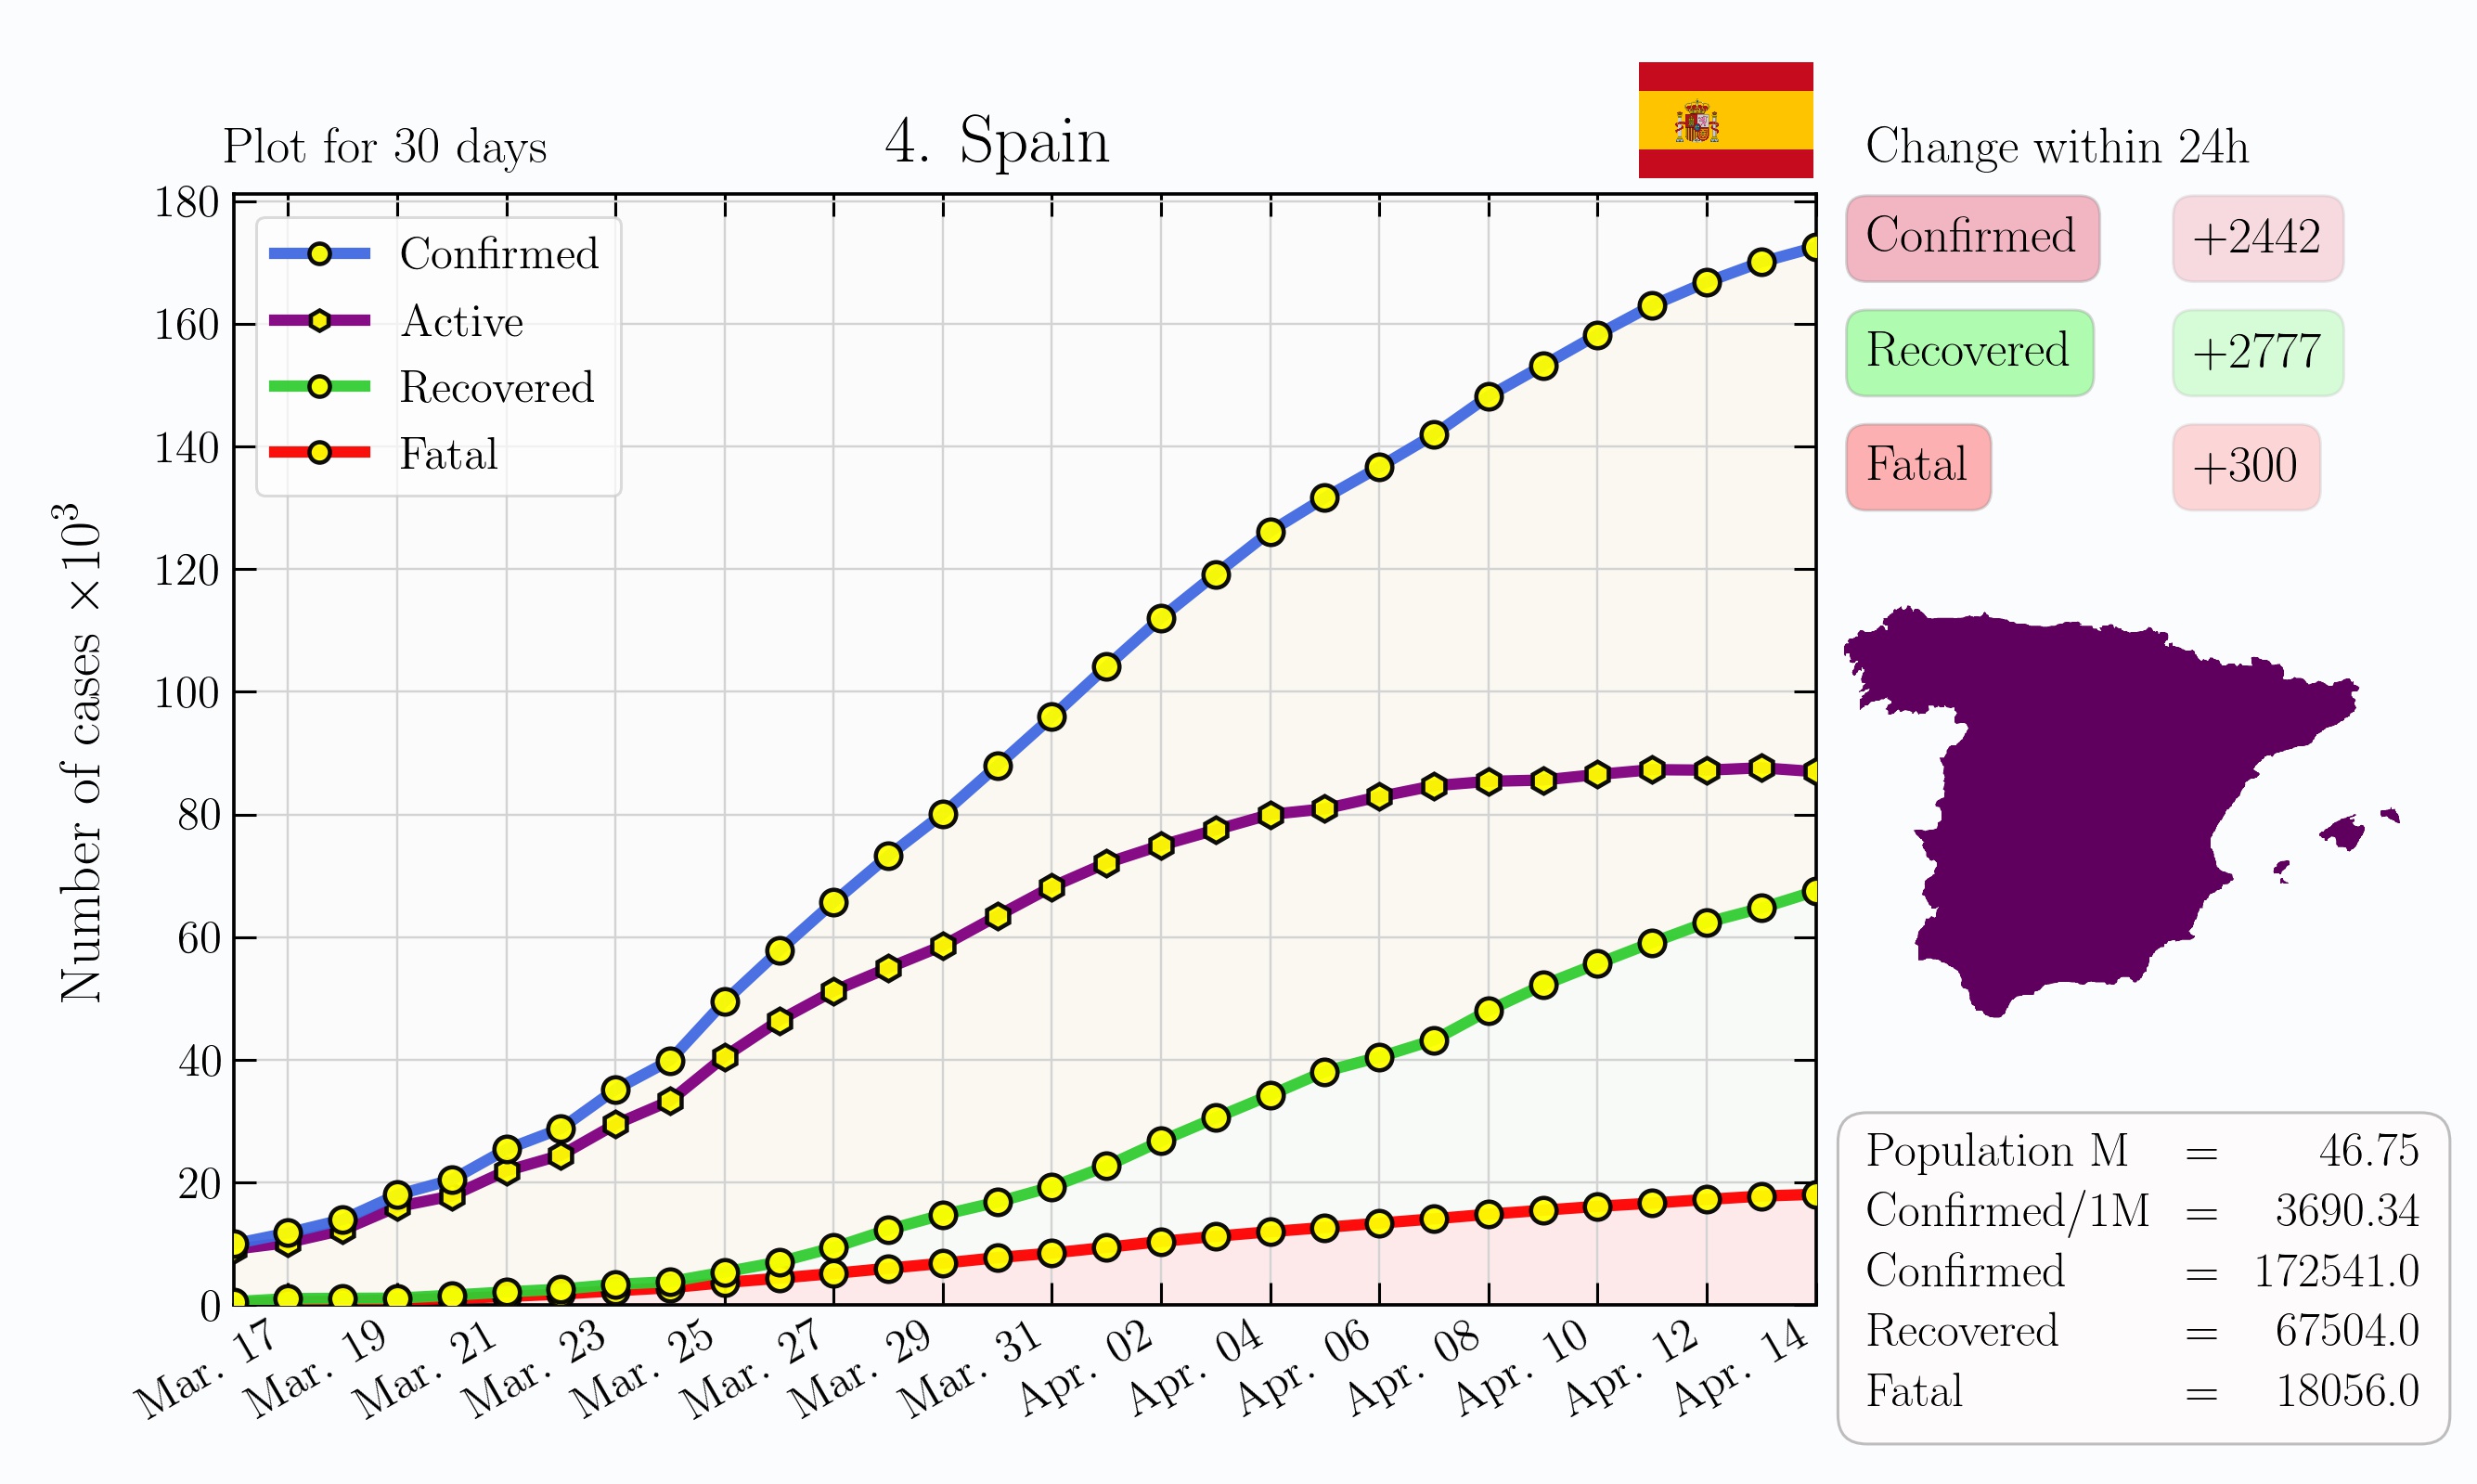 Plot for 30 days
4. Spain
Change within 24h
Confirmed +2442
Recovered +2777
Fatal +300
Confirmed
Active
Recovered
Fatal
Number of cases ×10³
180
160
140
120
100
80
60
40
20
0
Mar. 17
Mar. 19
Mar. 21
Mar. 23
Mar. 25
Mar. 27
Mar. 29
Mar. 31
Apr. 02
Apr. 04
Apr. 06
Apr. 08
Apr. 10
Apr. 12
Apr. 14
Population M = 46.75
Confirmed/1M = 3690.34
Confirmed = 172541.0
Recovered = 67504.0
Fatal = 18056.0